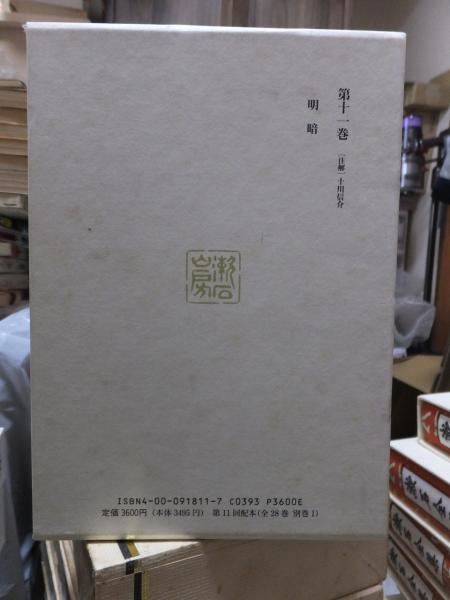 第十一巻
明暗
〔注解〕十川信介
漱石
ISBN4-00-091811-7 C0393 P3600E
定価3600円(本体3495円) 第11回配本(全28巻 別巻1)